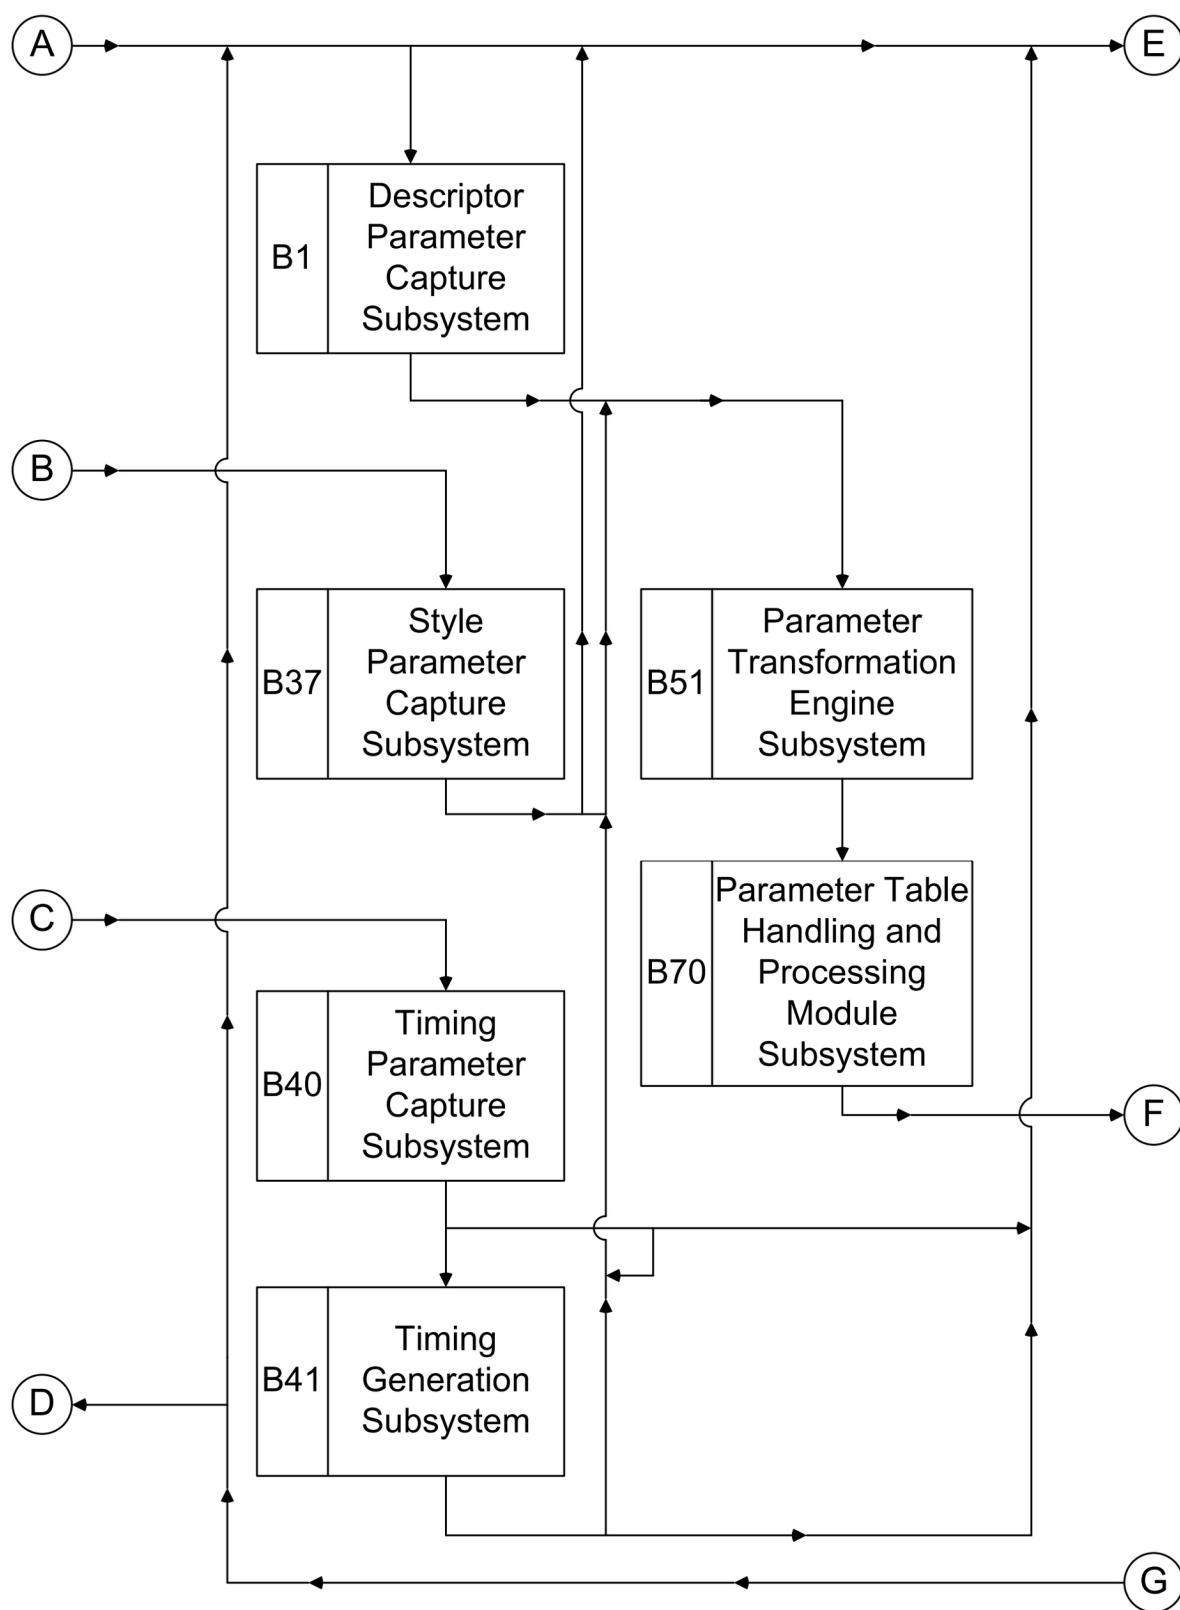 A
E
B1
Descriptor
Parameter
Capture
Subsystem
B
B37
Style
Parameter
Capture
Subsystem
B51
Parameter
Transformation
Engine
Subsystem
C
B70
Parameter Table
Handling and
Processing
Module
Subsystem
B40
Timing
Parameter
Capture
Subsystem
F
B41
Timing
Generation
Subsystem
D
G